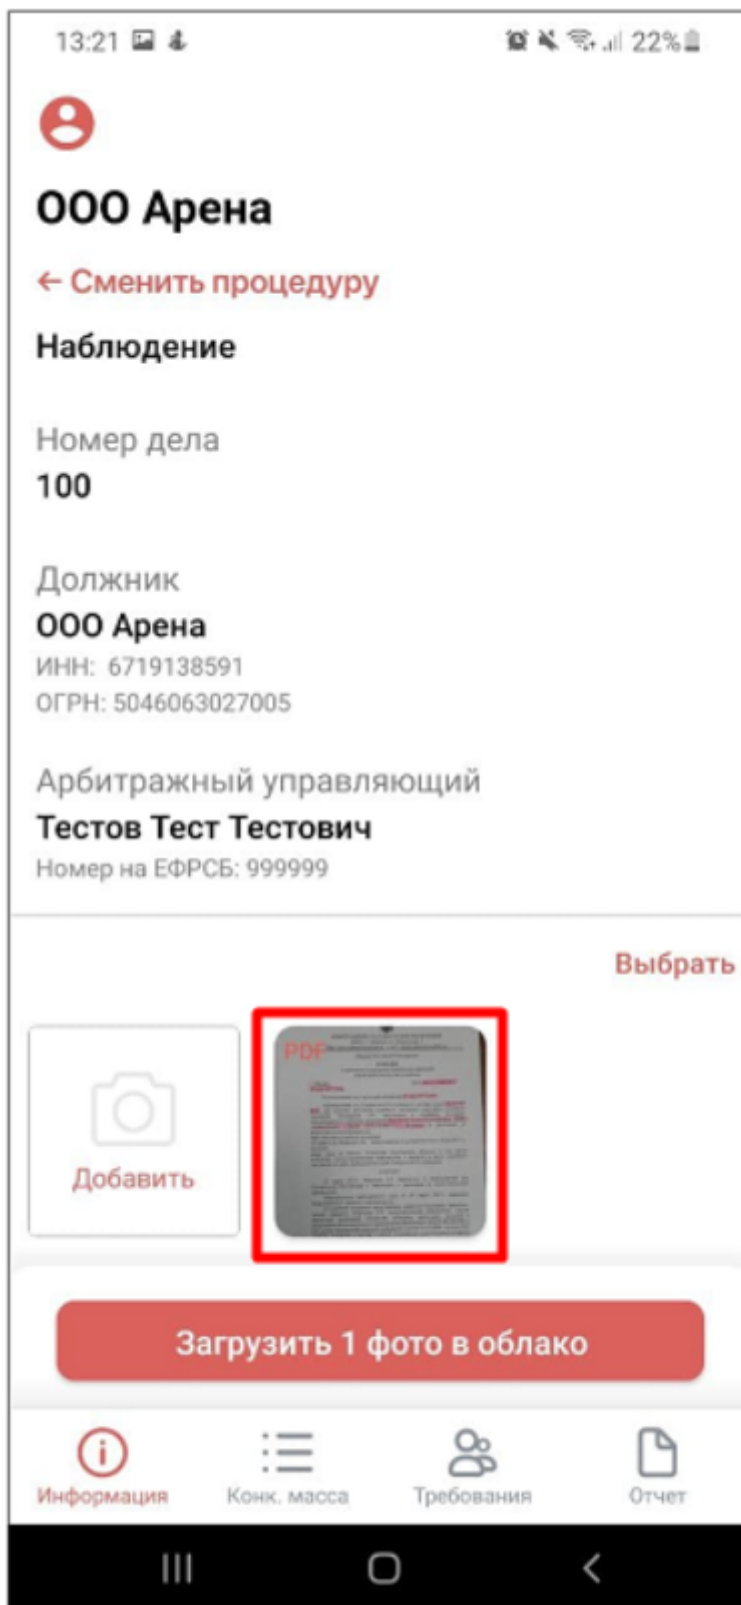 13:21
22%
ООО Арена
← Сменить процедуру
Наблюдение
Номер дела
100
Должник
ООО Арена
ИНН: 6719138591
ОГРН: 5046063027005
Арбитражный управляющий
Тестов Тест Тестович
Номер на ЕФРСБ: 999999
Выбрать
Добавить
PDF
Загрузить 1 фото в облако
Информация
Конк. масса
Требования
Отчет